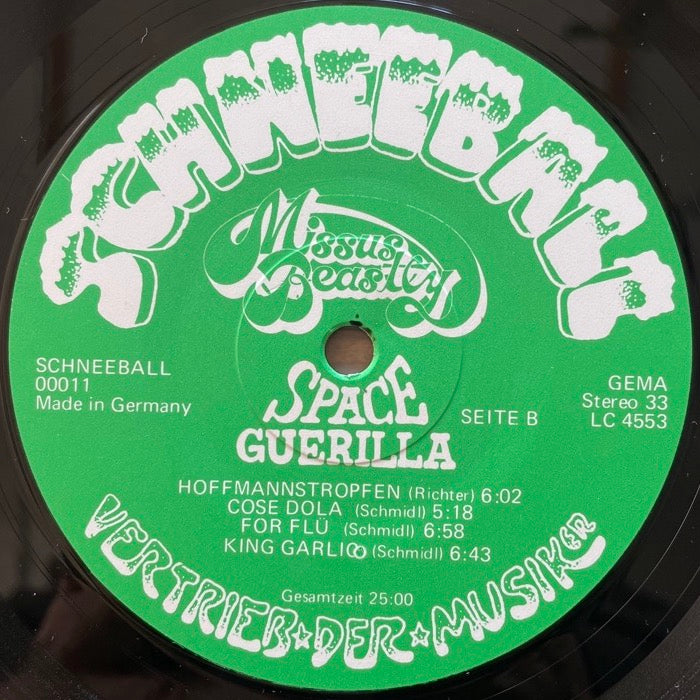 SCHNEEBALL
Missus
Beastly
SCHNEEBALL
00011
Made in Germany
GEMA
Stereo 33
LC 4553
SPACE
GUERILLA
SEITE B
HOFFMANNSTROPFEN (Richter) 6:02
COSE DOLA (Schmidl) 5:18
FOR FLÜ (Schmidl) 6:58
KING GARLIC (Schmidl) 6:43
Gesamtzeit 25:00
VERTRIEB★DER★MUSIKER